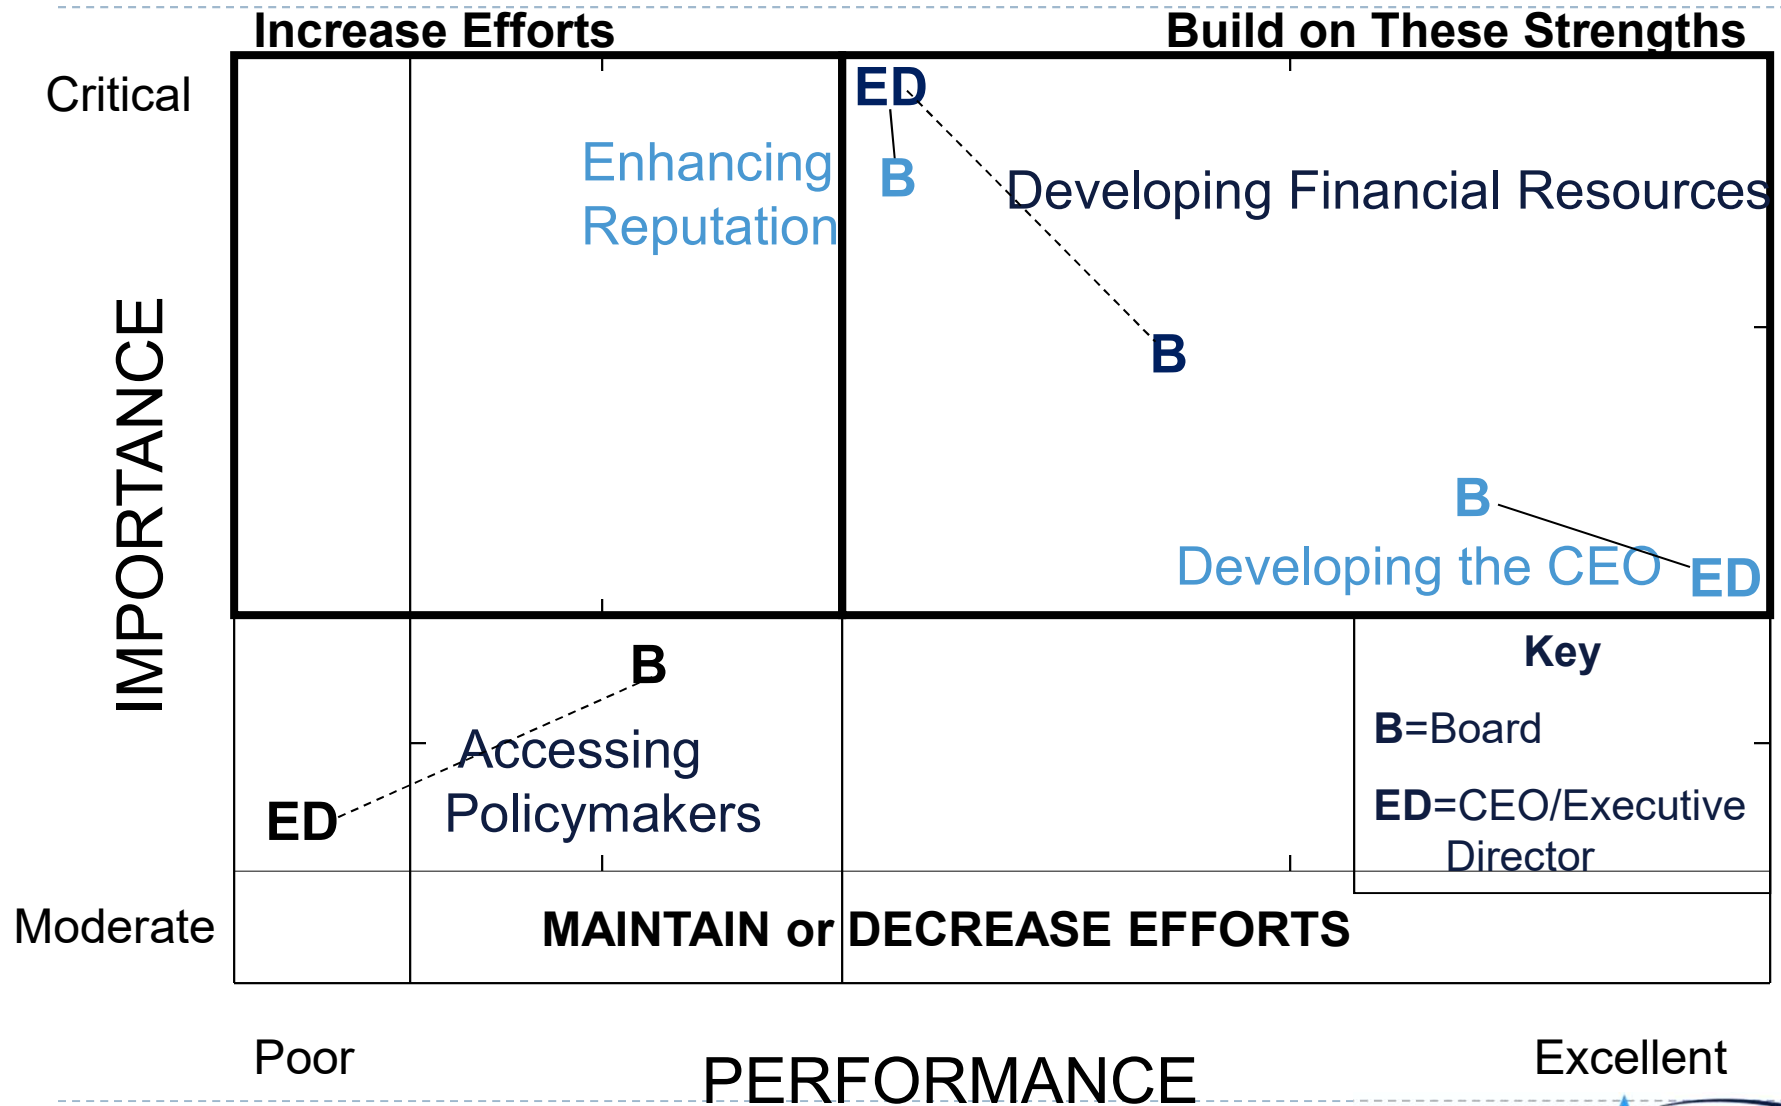 Increase Efforts
Build on These Strengths
Critical
ED
Enhancing
Reputation
B
Developing Financial Resources
IMPORTANCE
B
B
Developing the CEO
ED
B
Accessing
Policymakers
ED
Key
B=Board
ED=CEO/Executive
Director
Moderate
MAINTAIN or DECREASE EFFORTS
Poor
PERFORMANCE
Excellent